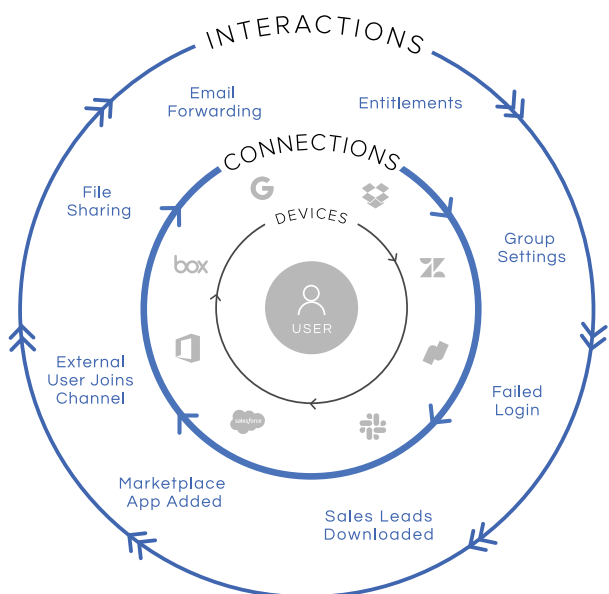 INTERACTIONS
Email
Forwarding
Entitlements
CONNECTIONS
G
File
Sharing
DEVICES
box
Group
Settings
USER
External
User Joins
Channel
Failed
Login
salesforce
Marketplace
App Added
Sales Leads
Downloaded